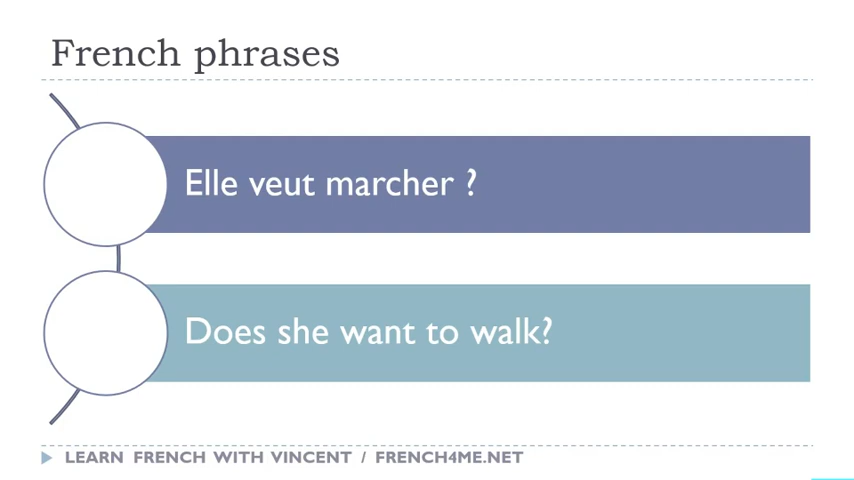 French phrases
Elle veut marcher ?
Does she want to walk?
LEARN FRENCH WITH VINCENT / FRENCH4ME.NET